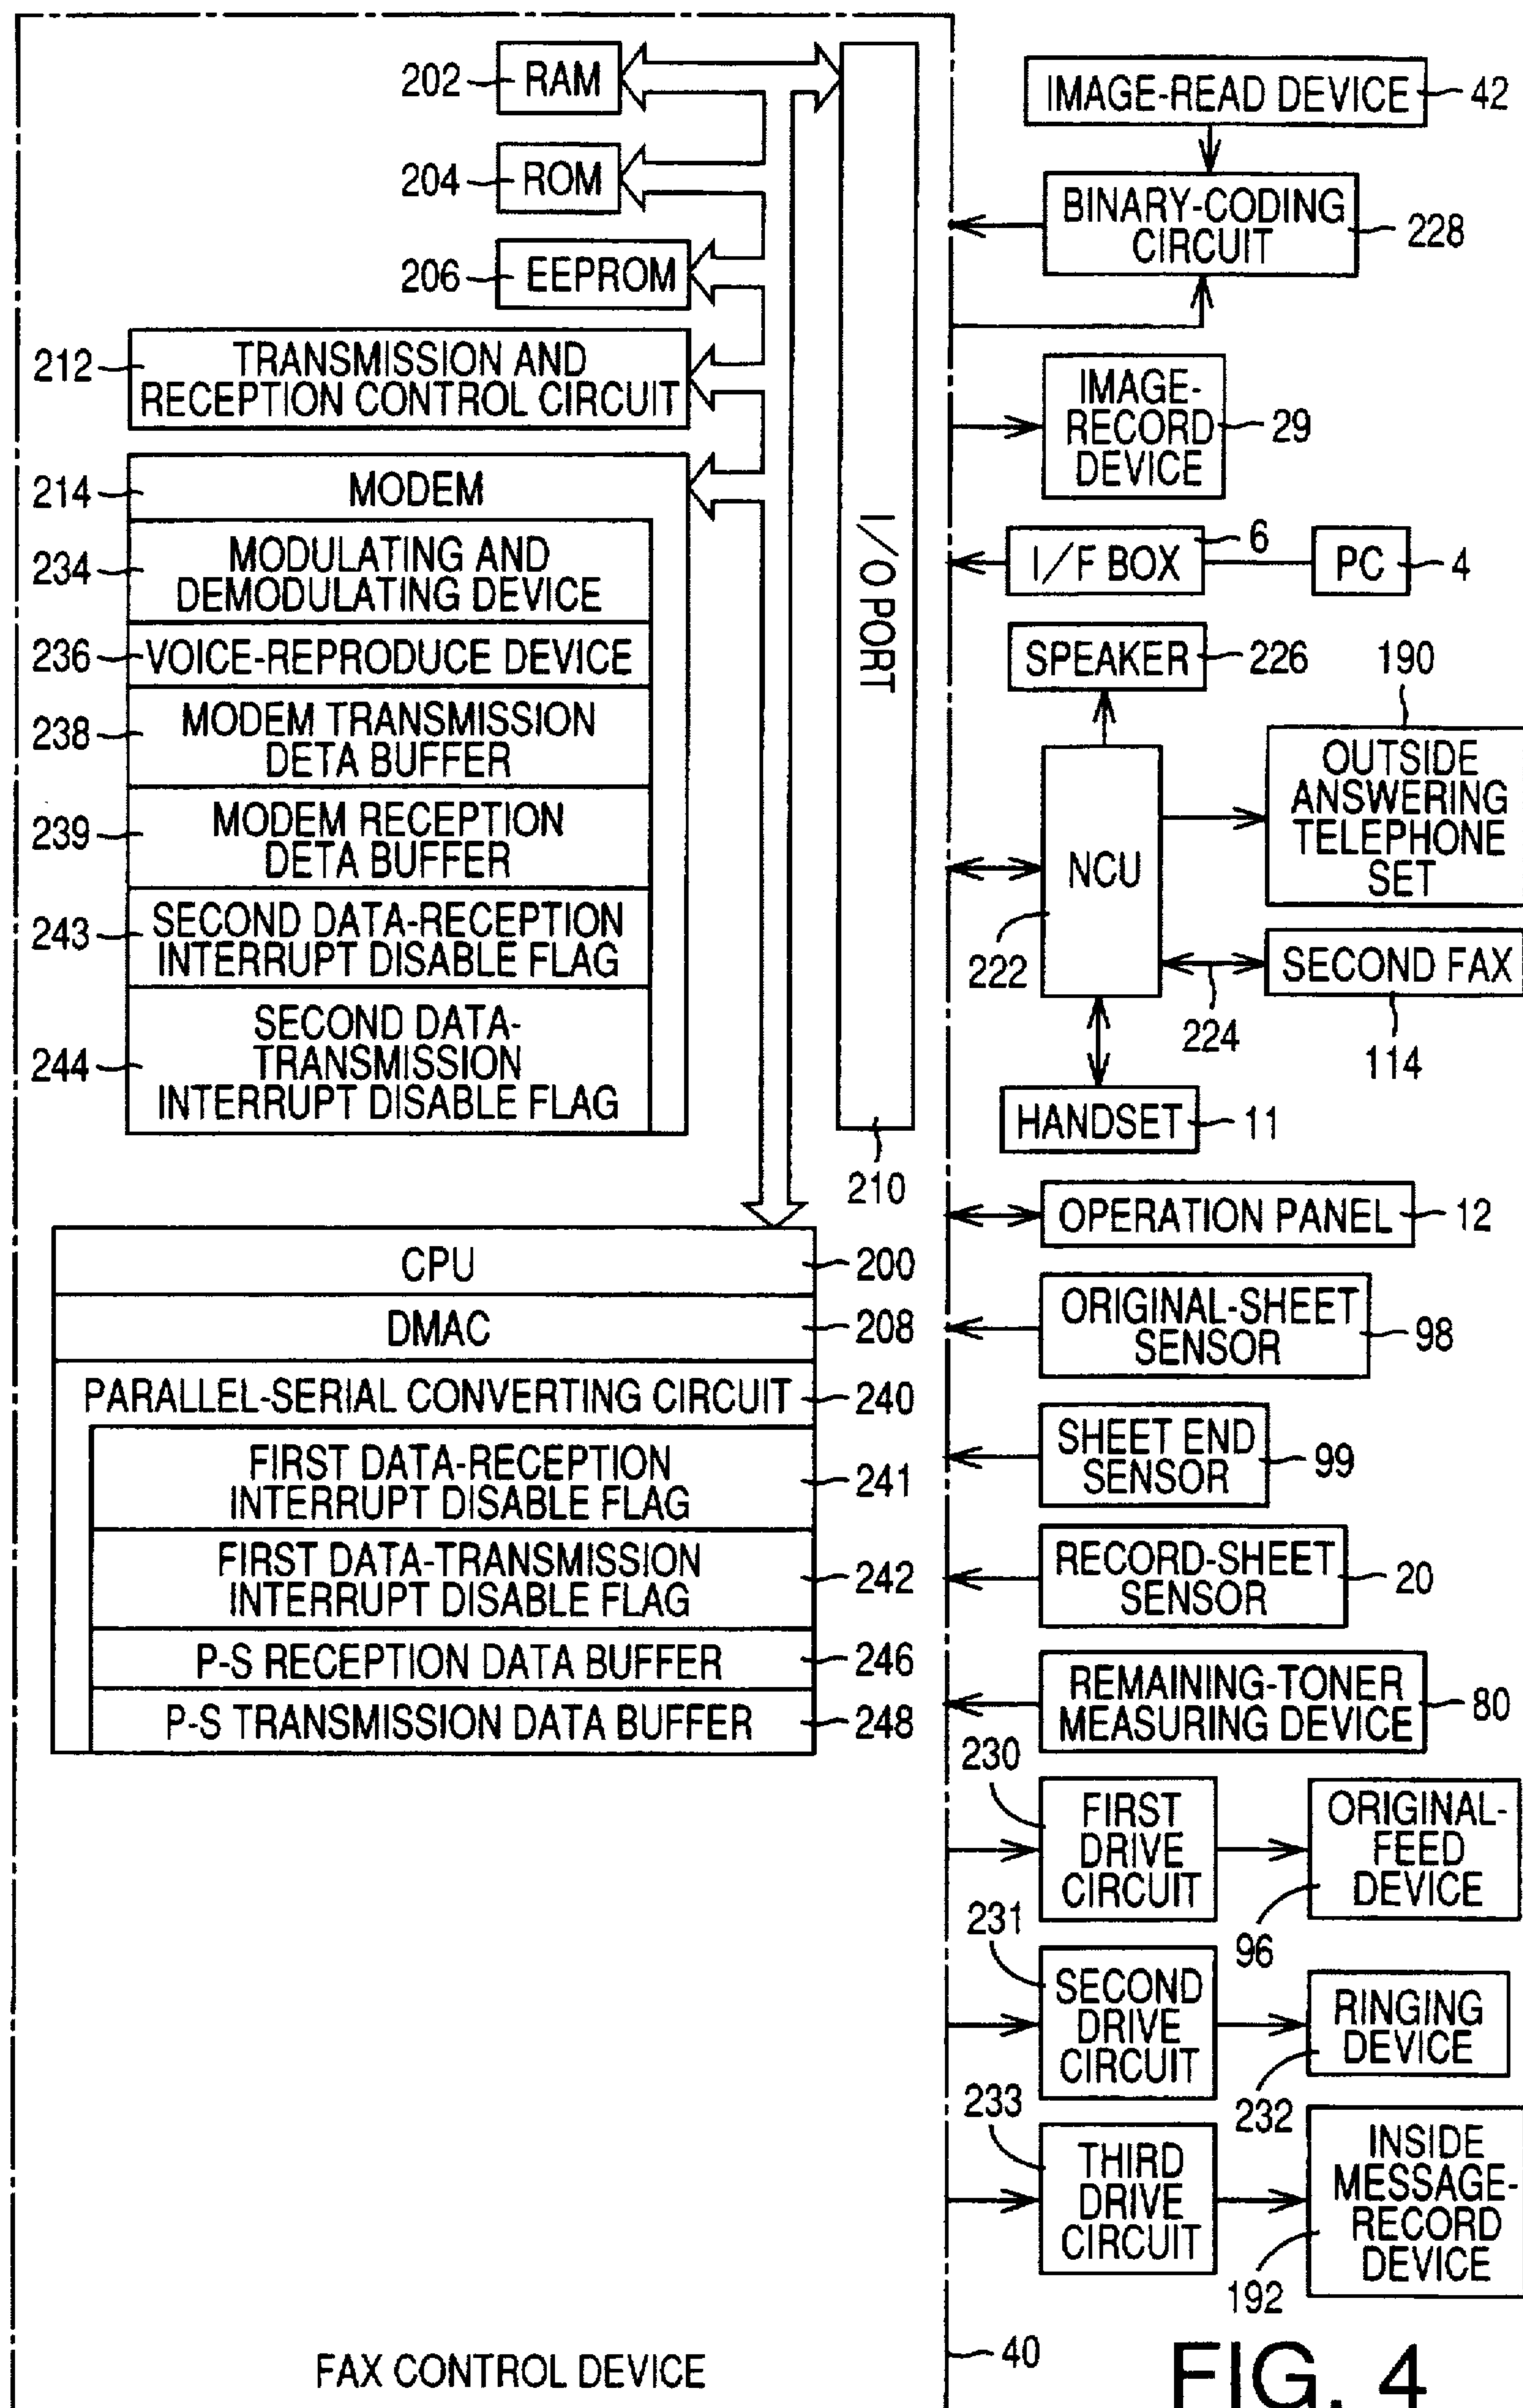 202 RAM
204 ROM
206 EEPROM
212 TRANSMISSION AND
RECEPTION CONTROL CIRCUIT
214 MODEM
234 MODULATING AND
DEMODULATING DEVICE
236 VOICE-REPRODUCE DEVICE
238 MODEM TRANSMISSION
DETA BUFFER
239 MODEM RECEPTION
DETA BUFFER
243 SECOND DATA-RECEPTION
INTERRUPT DISABLE FLAG
244 SECOND DATA-
TRANSMISSION
INTERRUPT DISABLE FLAG
I/O PORT
210
CPU 200
DMAC 208
PARALLEL-SERIAL CONVERTING CIRCUIT 240
FIRST DATA-RECEPTION
INTERRUPT DISABLE FLAG 241
FIRST DATA-TRANSMISSION
INTERRUPT DISABLE FLAG 242
P-S RECEPTION DATA BUFFER 246
P-S TRANSMISSION DATA BUFFER 248
FAX CONTROL DEVICE
40
IMAGE-READ DEVICE 42
BINARY-CODING
CIRCUIT 228
IMAGE-
RECORD
DEVICE 29
I/F BOX 6
PC 4
SPEAKER 226
190
OUTSIDE
ANSWERING
TELEPHONE
SET
NCU
222
SECOND FAX
224
114
HANDSET 11
OPERATION PANEL 12
ORIGINAL-SHEET
SENSOR 98
SHEET END
SENSOR 99
RECORD-SHEET
SENSOR 20
REMAINING-TONER
MEASURING DEVICE 80
230
FIRST
DRIVE
CIRCUIT
ORIGINAL-
FEED
DEVICE
96
231
SECOND
DRIVE
CIRCUIT
RINGING
DEVICE
232
233
THIRD
DRIVE
CIRCUIT
INSIDE
MESSAGE-
RECORD
DEVICE
192
FIG. 4